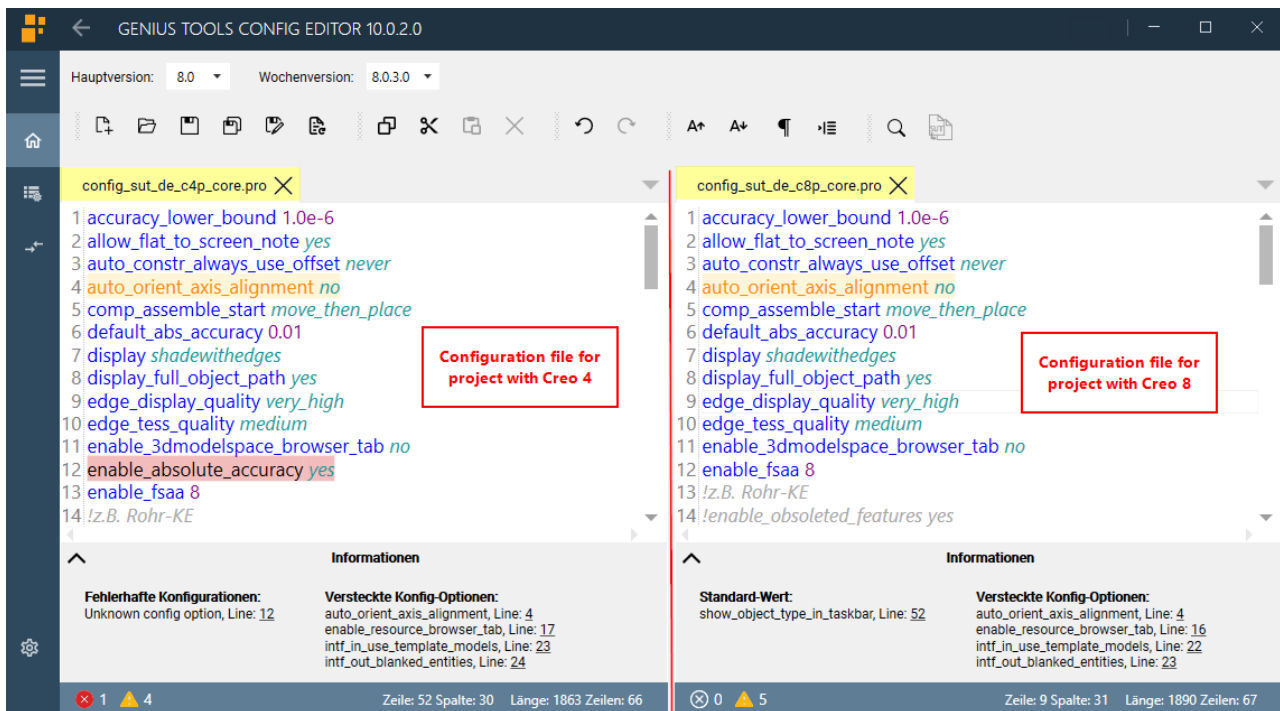 GENIUS TOOLS CONFIG EDITOR 10.0.2.0
Hauptversion: 8.0 Wochenversion: 8.0.3.0
config_sut_de_c4p_core.pro
1 accuracy_lower_bound 1.0e-6
2 allow_flat_to_screen_note yes
3 auto_constr_always_use_offset never
4 auto_orient_axis_alignment no
5 comp_assemble_start move_then_place
6 default_abs_accuracy 0.01
7 display shadewithedges
8 display_full_object_path yes
9 edge_display_quality very_high
10 edge_tess_quality medium
11 enable_3dmodelspace_browser_tab no
12 enable_absolute_accuracy yes
13 enable_fsaa 8
14 !z.B. Rohr-KE
Configuration file for
project with Creo 4
Informationen
Fehlerhafte Konfigurationen:
Unknown config option, Line: 12
Versteckte Konfig-Optionen:
auto_orient_axis_alignment, Line: 4
enable_resource_browser_tab, Line: 17
intf_in_use_template_models, Line: 23
intf_out_blanked_entities, Line: 24
1 4 Zeile: 52 Spalte: 30 Länge: 1863 Zeilen: 66
config_sut_de_c8p_core.pro
1 accuracy_lower_bound 1.0e-6
2 allow_flat_to_screen_note yes
3 auto_constr_always_use_offset never
4 auto_orient_axis_alignment no
5 comp_assemble_start move_then_place
6 default_abs_accuracy 0.01
7 display shadewithedges
8 display_full_object_path yes
9 edge_display_quality very_high
10 edge_tess_quality medium
11 enable_3dmodelspace_browser_tab no
12 enable_fsaa 8
13 !z.B. Rohr-KE
14 !enable_obsoleted_features yes
Configuration file for
project with Creo 8
Informationen
Standard-Wert:
show_object_type_in_taskbar, Line: 52
Versteckte Konfig-Optionen:
auto_orient_axis_alignment, Line: 4
enable_resource_browser_tab, Line: 16
intf_in_use_template_models, Line: 22
intf_out_blanked_entities, Line: 23
0 5 Zeile: 9 Spalte: 31 Länge: 1890 Zeilen: 67